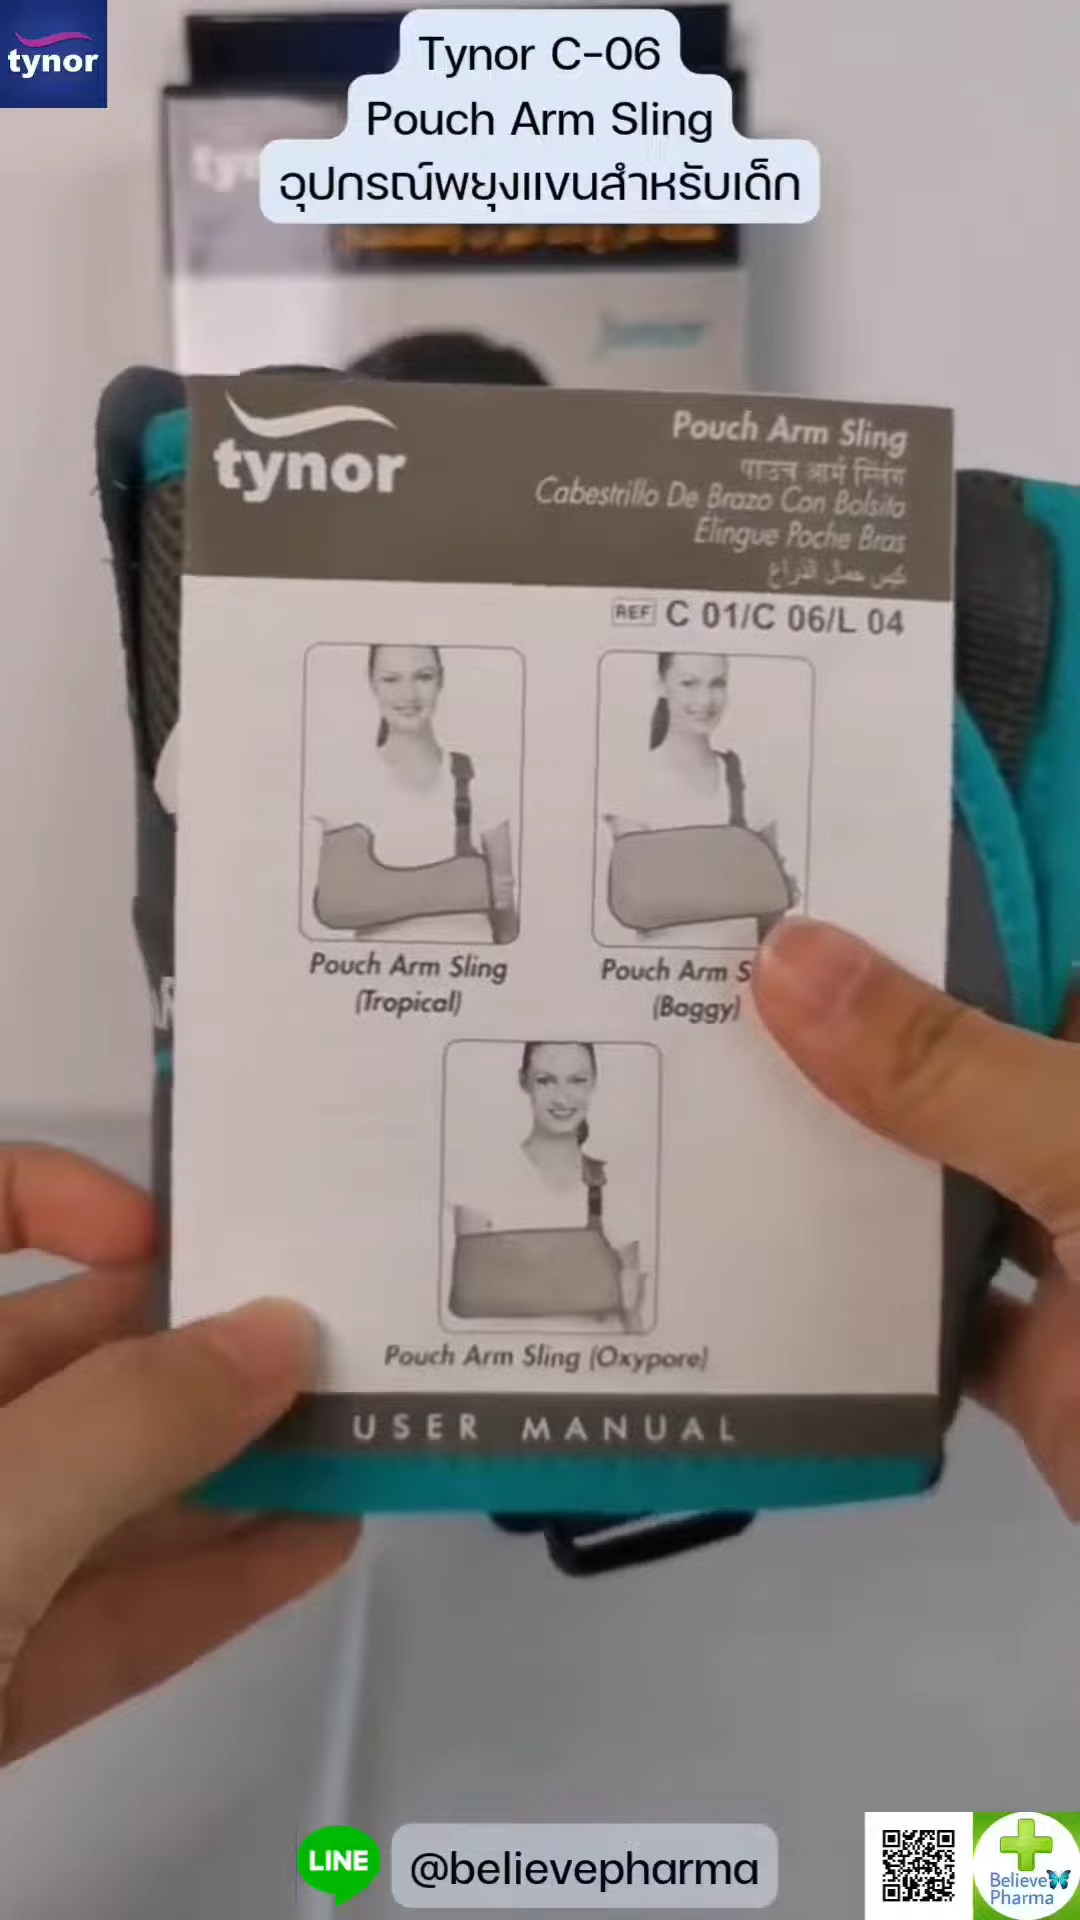 tynor
Tynor C-06
Pouch Arm Sling
อุปกรณ์พยุงแขนสำหรับเด็ก
Junior
tynor
Pouch Arm Sling
पाउच आर्म स्लिंग
Cabestrillo De Brazo Con Bolsita
Élingue Poche Bras
كيس حمال الذراع
REF C 01/C 06/L 04
Pouch Arm Sling
(Tropical)
Pouch Arm S
(Baggy)
Pouch Arm Sling (Oxypore)
USER MANUAL
LINE @believepharma
Believe
Pharma